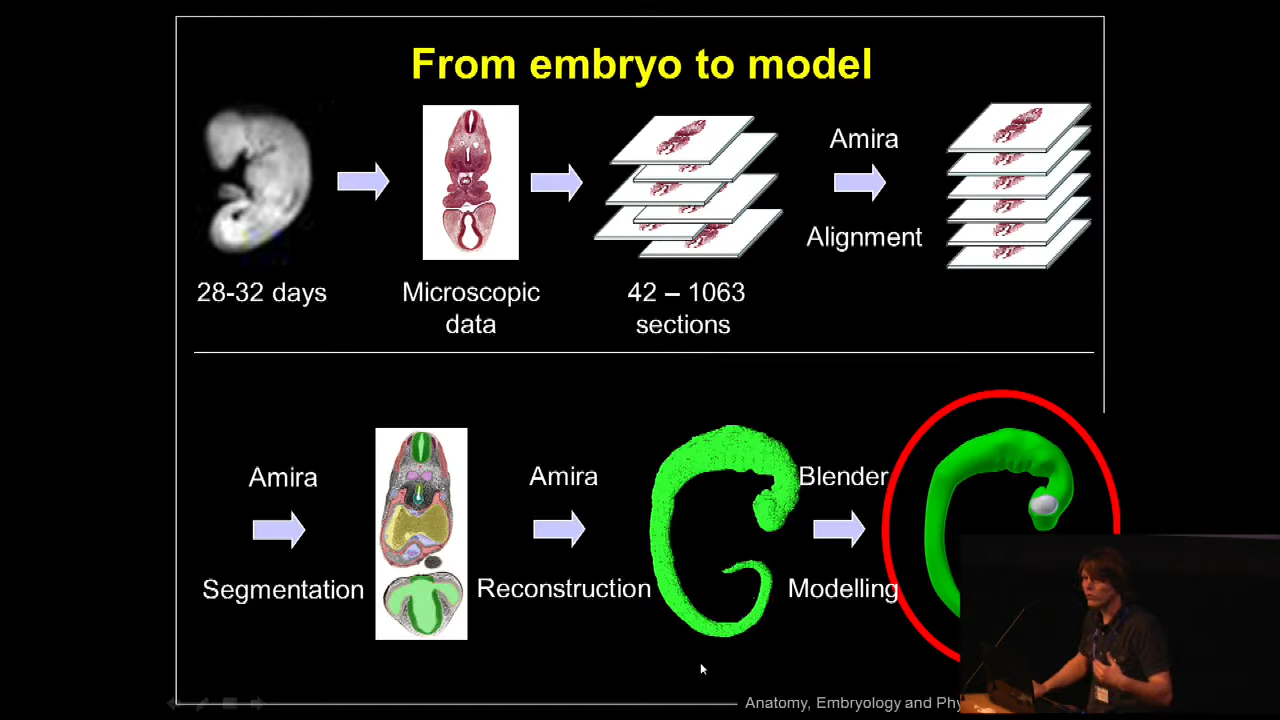 From embryo to model
Amira
Alignment
28-32 days
Microscopic
data
42 – 1063
sections
Amira
Segmentation
Amira
Reconstruction
Blender
Modelling
Anatomy, Embryology and